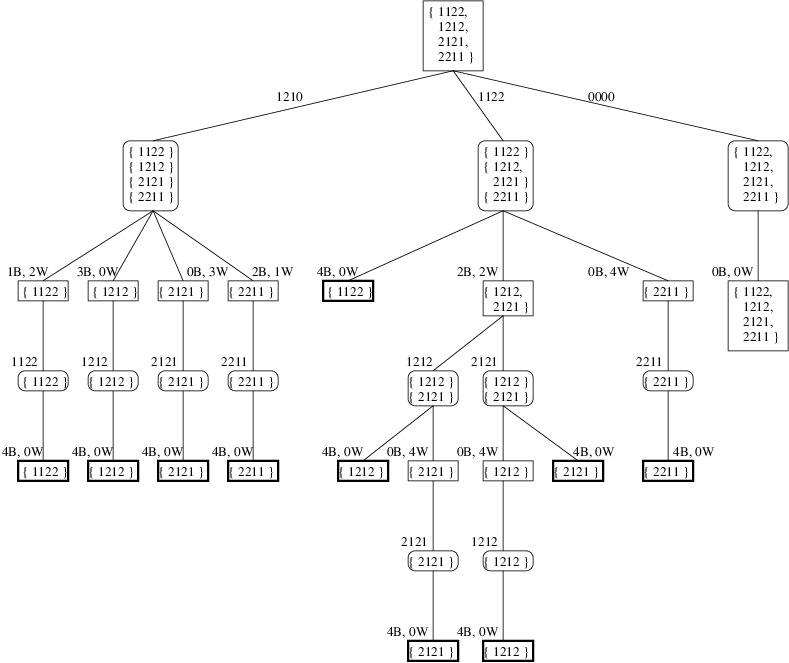 { 1122,
1212,
2121,
2211 }
1210
1122
0000
{ 1122 }
{ 1212 }
{ 2121 }
{ 2211 }
{ 1122 }
{ 1212,
2121 }
{ 2211 }
{ 1122,
1212,
2121,
2211 }
1B, 2W
3B, 0W
0B, 3W
2B, 1W
4B, 0W
2B, 2W
0B, 4W
0B, 0W
{ 1122 }
{ 1212 }
{ 2121 }
{ 2211 }
{ 1122 }
{ 1212,
2121 }
{ 2211 }
{ 1122,
1212,
2121,
2211 }
1122
1212
2121
2211
1212
2121
2211
{ 1122 }
{ 1212 }
{ 2121 }
{ 2211 }
{ 1212 }
{ 2121 }
{ 1212 }
{ 2121 }
{ 2211 }
4B, 0W
4B, 0W
4B, 0W
4B, 0W
4B, 0W
0B, 4W
0B, 4W
4B, 0W
4B, 0W
{ 1122 }
{ 1212 }
{ 2121 }
{ 2211 }
{ 1212 }
{ 2121 }
{ 1212 }
{ 2121 }
{ 2211 }
2121
1212
{ 2121 }
{ 1212 }
4B, 0W
4B, 0W
{ 2121 }
{ 1212 }